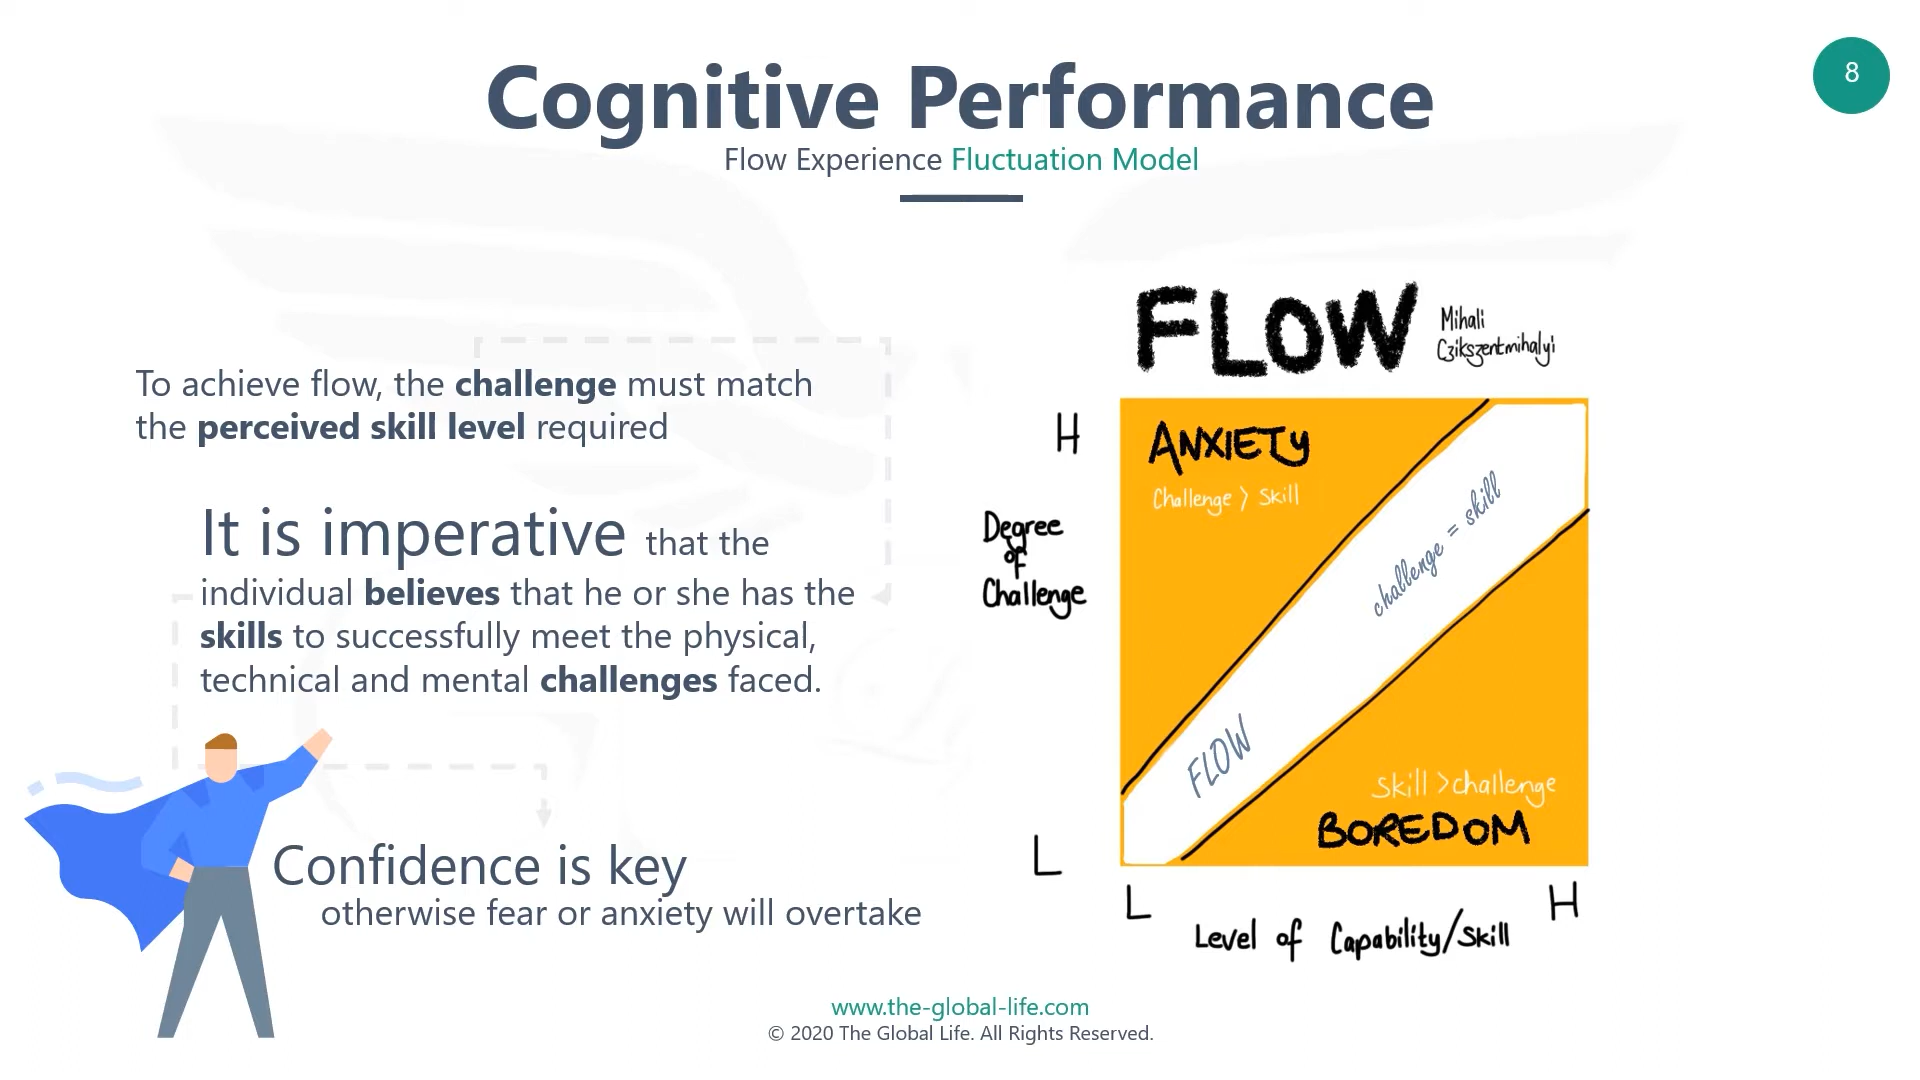 8
Cognitive Performance
Flow Experience Fluctuation Model
To achieve flow, the challenge must match
the perceived skill level required
It is imperative that the
individual believes that he or she has the
skills to successfully meet the physical,
technical and mental challenges faced.
Confidence is key
otherwise fear or anxiety will overtake
FLOW
Mihali
Czikszentmihalyi
H
ANXIETY
Challenge > Skill
Degree
of
Challenge
challenge = skill
FLOW
Skill >challenge
BOREDOM
L
L
H
Level of Capability/Skill
www.the-global-life.com
© 2020 The Global Life. All Rights Reserved.